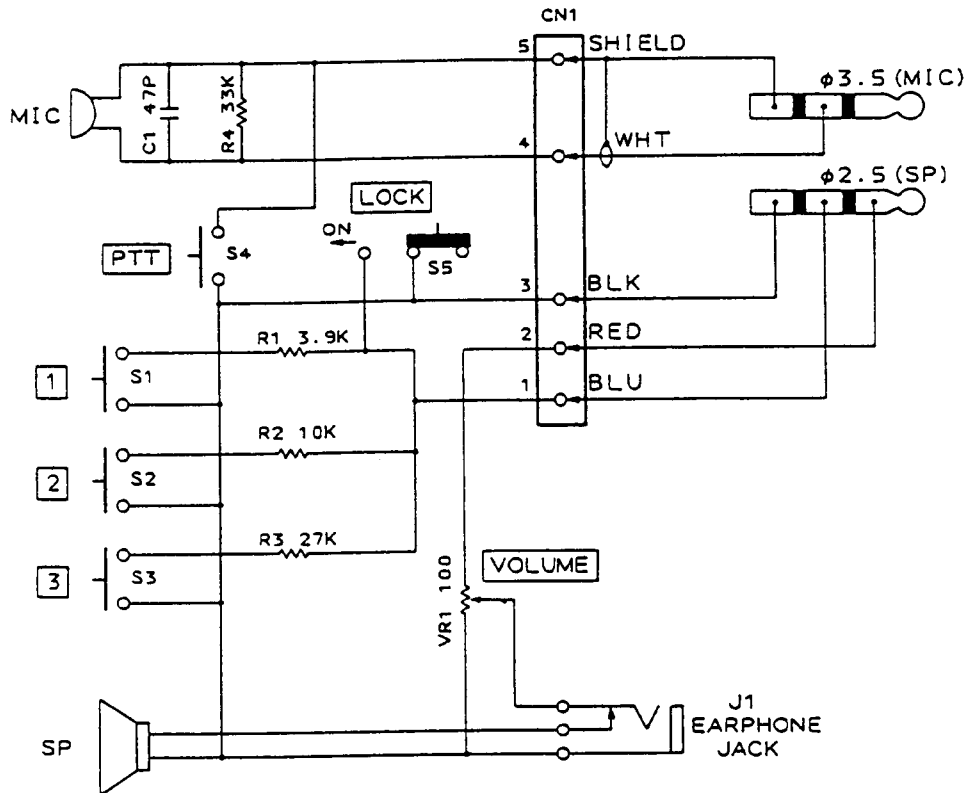 CN1
5
SHIELD
φ3.5 (MIC)
MIC
C1 47P
R4 33K
4
WHT
φ2.5 (SP)
LOCK
ON
S5
PTT
S4
3
BLK
R1 3.9K
2
RED
1
S1
1
BLU
R2 10K
2
S2
R3 27K
3
S3
VOLUME
VR1 100
J1
EARPHONE
JACK
SP